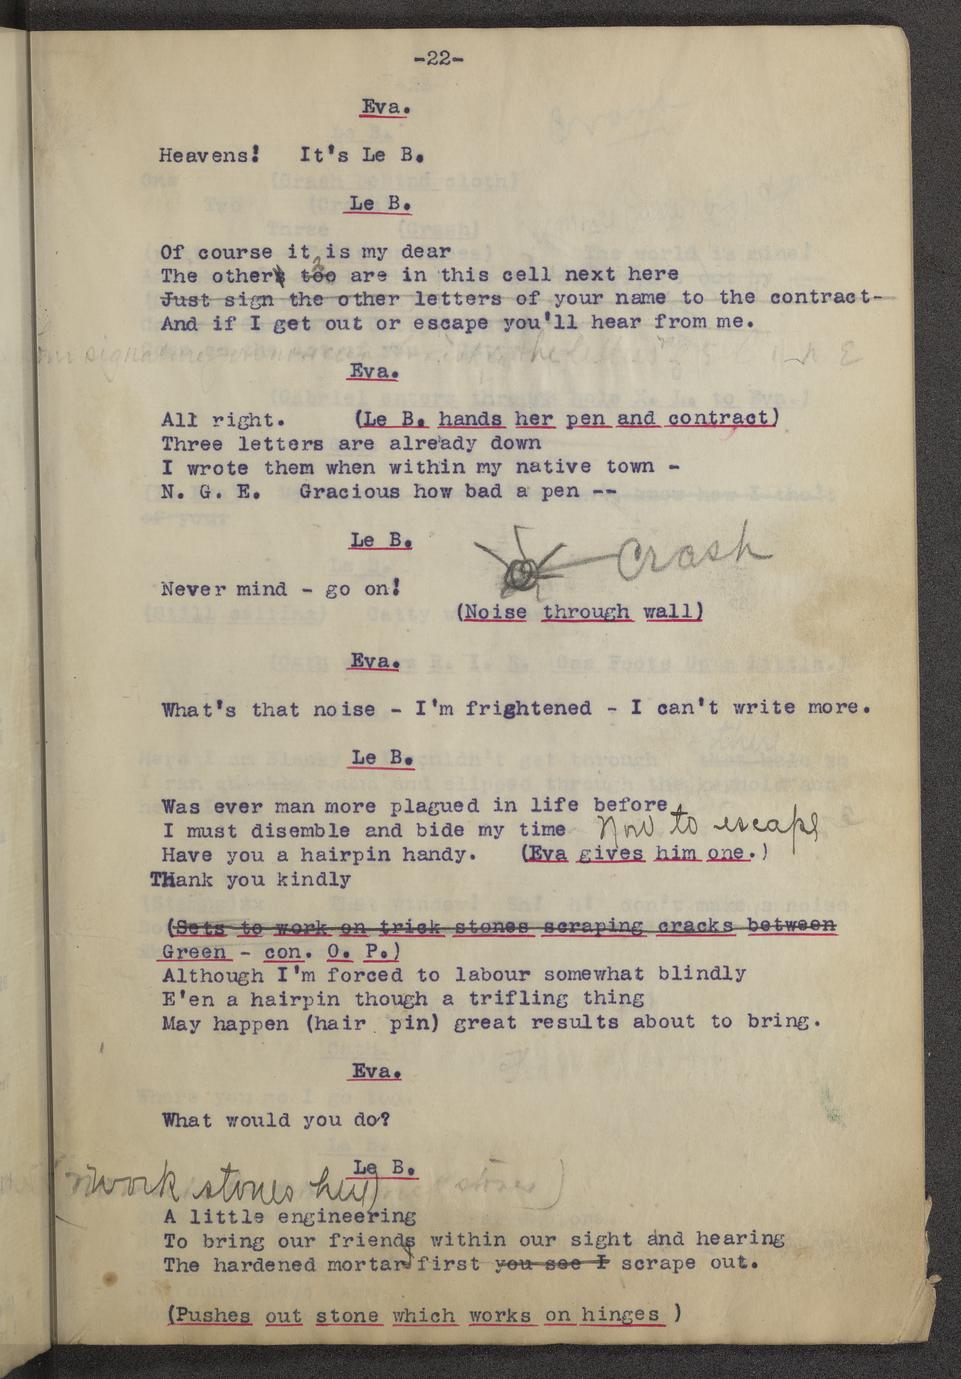 -22-
Eva.
Heavens! It's Le B.
Le B.
Of course it is my dear
The others too are in this cell next here
Just sign the other letters of your name to the contract-
And if I get out or escape you'll hear from me.
Eva.
All right. (Le B. hands her pen and contract)
Three letters are already down
I wrote them when within my native town -
N. G. E. Gracious how bad a pen --
Le B.
Crash
Never mind - go on!
(Noise through wall)
Eva.
What's that noise - I'm frightened - I can't write more.
Le B.
Was ever man more plagued in life before
I must disemble and bide my time Now to escape
Have you a hairpin handy. (Eva gives him one.)
THank you kindly
(Sets to work on trick stones scraping cracks between
Green - con. O. P.)
Although I'm forced to labour somewhat blindly
E'en a hairpin though a trifling thing
May happen (hair pin) great results about to bring.
Eva.
What would you do?
Le B.
work stones
A little engineering
To bring our friends within our sight and hearing
The hardened mortar first you see I scrape out.
(Pushes out stone which works on hinges )